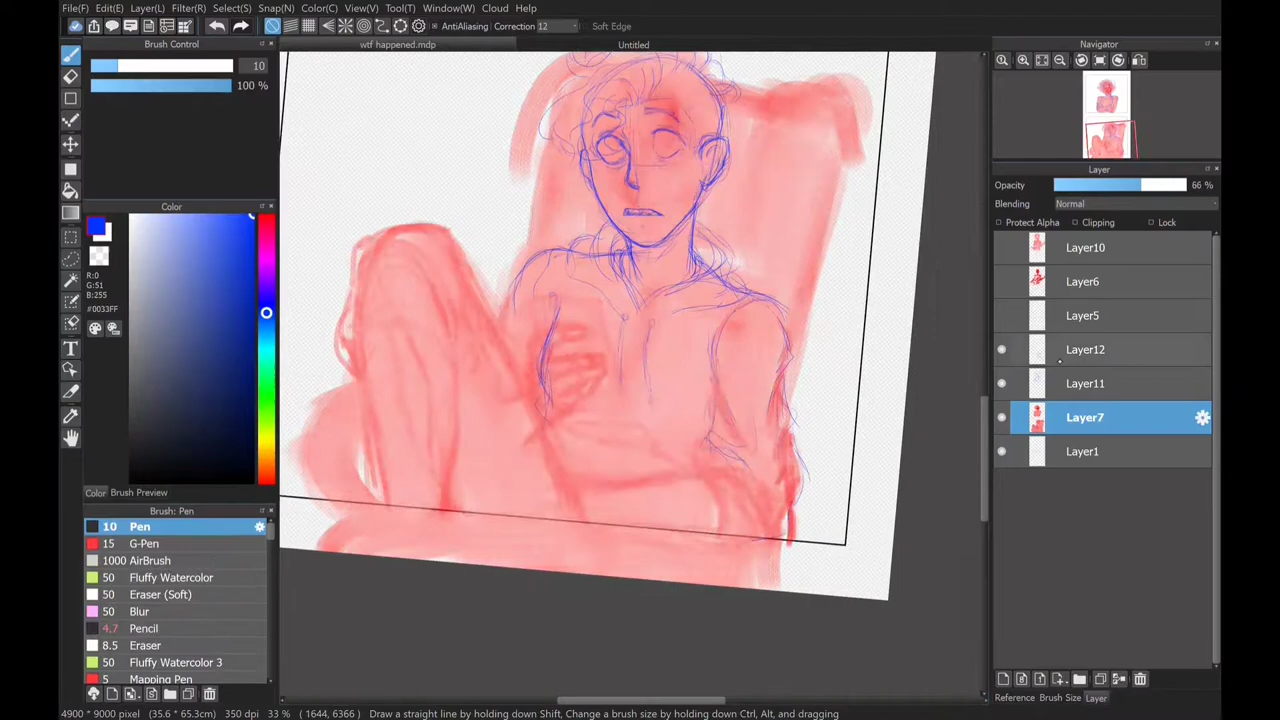 File(F) Edit(E) Layer(L) Filter(R) Select(S) Snap(N) Color(C) View(V) Tool(T) Window(W) Cloud Help
AntiAliasing Correction 12 Soft Edge
Brush Control
10
100 %
Color
R:0
G:51
B:255
#0033FF
T
Color Brush Preview
Brush: Pen
10 Pen
15 G-Pen
1000 AirBrush
50 Fluffy Watercolor
50 Eraser (Soft)
50 Blur
4.7 Pencil
8.5 Eraser
50 Fluffy Watercolor 3
5 Mapping Pen
wtf happened.mdp Untitled
Navigator
Layer
Opacity 66 %
Blending Normal
Protect Alpha Clipping Lock
Layer10
Layer6
Layer5
Layer12
Layer11
Layer7
Layer1
Reference Brush Size Layer
4900 * 9000 pixel (35.6 * 65.3cm) 350 dpi 33 % ( 1644, 6366 ) Draw a straight line by holding down Shift, Change a brush size by holding down Ctrl, Alt, and dragging